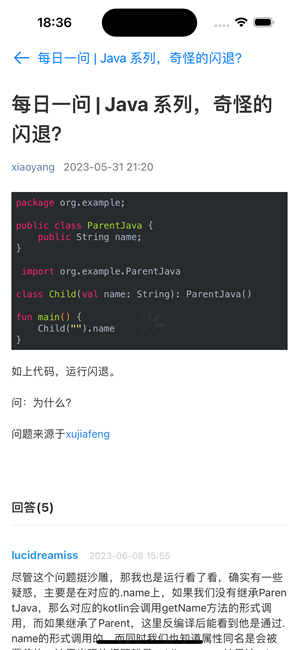 18:36
每日一问 | Java 系列，奇怪的闪退?
每日一问 | Java 系列，奇怪的
闪退?
xiaoyang 2023-05-31 21:20
package org.example;
public class ParentJava {
public String name;
}
import org.example.ParentJava
class Child(val name: String): ParentJava()
fun main() {
Child("").name
}
如上代码，运行闪退。
问：为什么?
问题来源于xujiafeng
回答(5)
lucidreamiss 2023-06-08 15:55
尽管这个问题挺沙雕，那我也是运行看了看，确实有一些
疑惑，主要是在对应的.name上，如果我们没有继承Paren
tJava，那么对应的kotlin会调用getName方法的形式调
用，而如果继承了Parent，这里反编译后能看到他是通过.
name的形式调用的，而同时我们也知道属性同名是会被